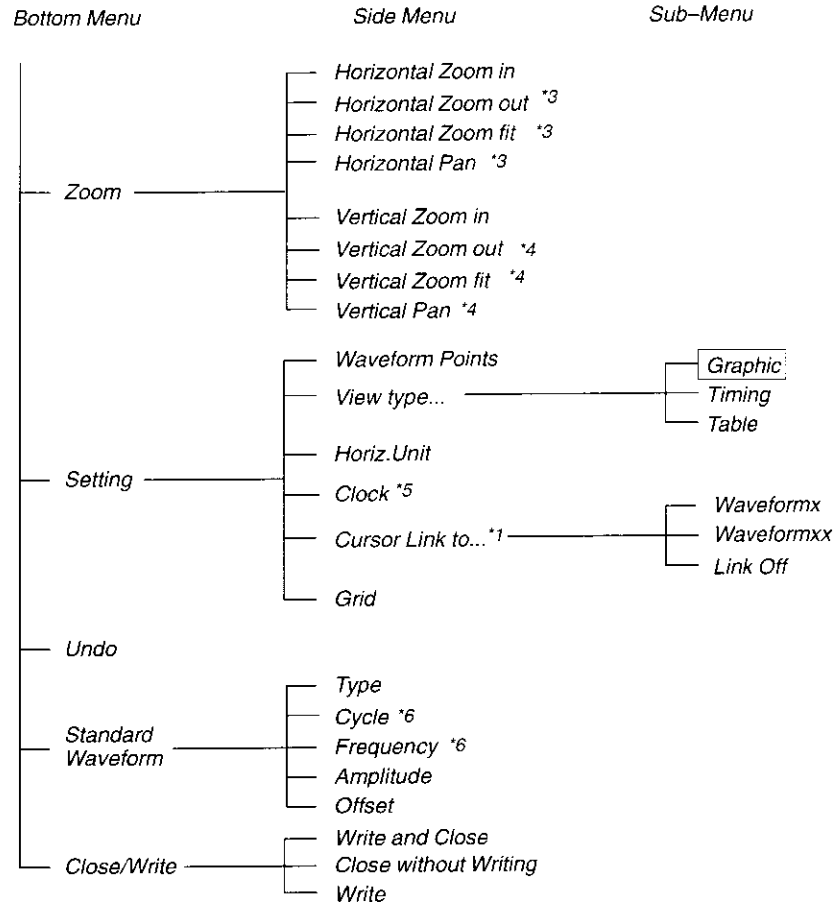 Bottom Menu Side Menu Sub–Menu
Horizontal Zoom in
Horizontal Zoom out *3
Horizontal Zoom fit *3
Horizontal Pan *3
Zoom
Vertical Zoom in
Vertical Zoom out *4
Vertical Zoom fit *4
Vertical Pan *4
Waveform Points
Graphic
View type...
Timing
Table
Horiz.Unit
Setting
Clock *5
Waveformx
Cursor Link to... *1
Waveformxx
Link Off
Grid
Undo
Type
Cycle *6
Standard
Waveform
Frequency *6
Amplitude
Offset
Write and Close
Close/Write
Close without Writing
Write